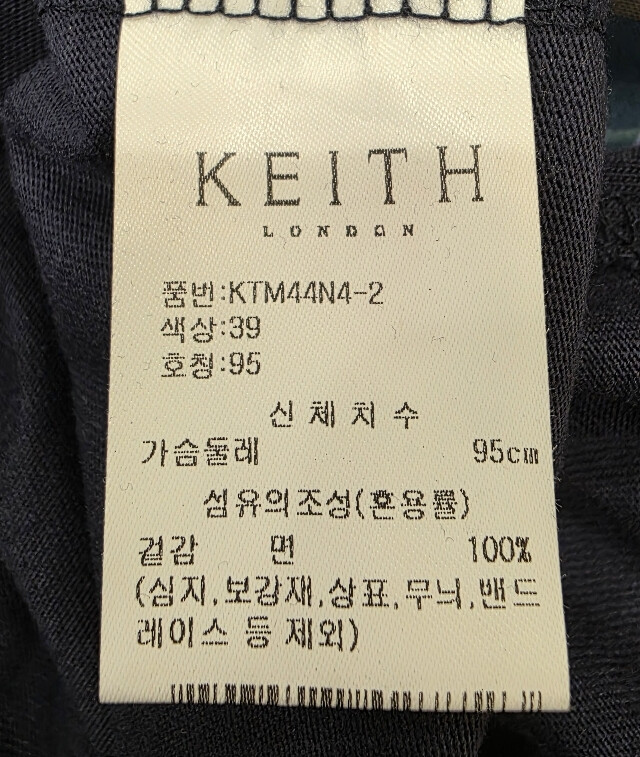 KEITH
LONDON
품번:KTM44N4-2
색상:39
호칭:95
신체치수
가슴둘레 95cm
섬유의조성(혼용률)
겉감 면 100%
(심지,보강재,상표,무늬,밴드
레이스 등 제외)